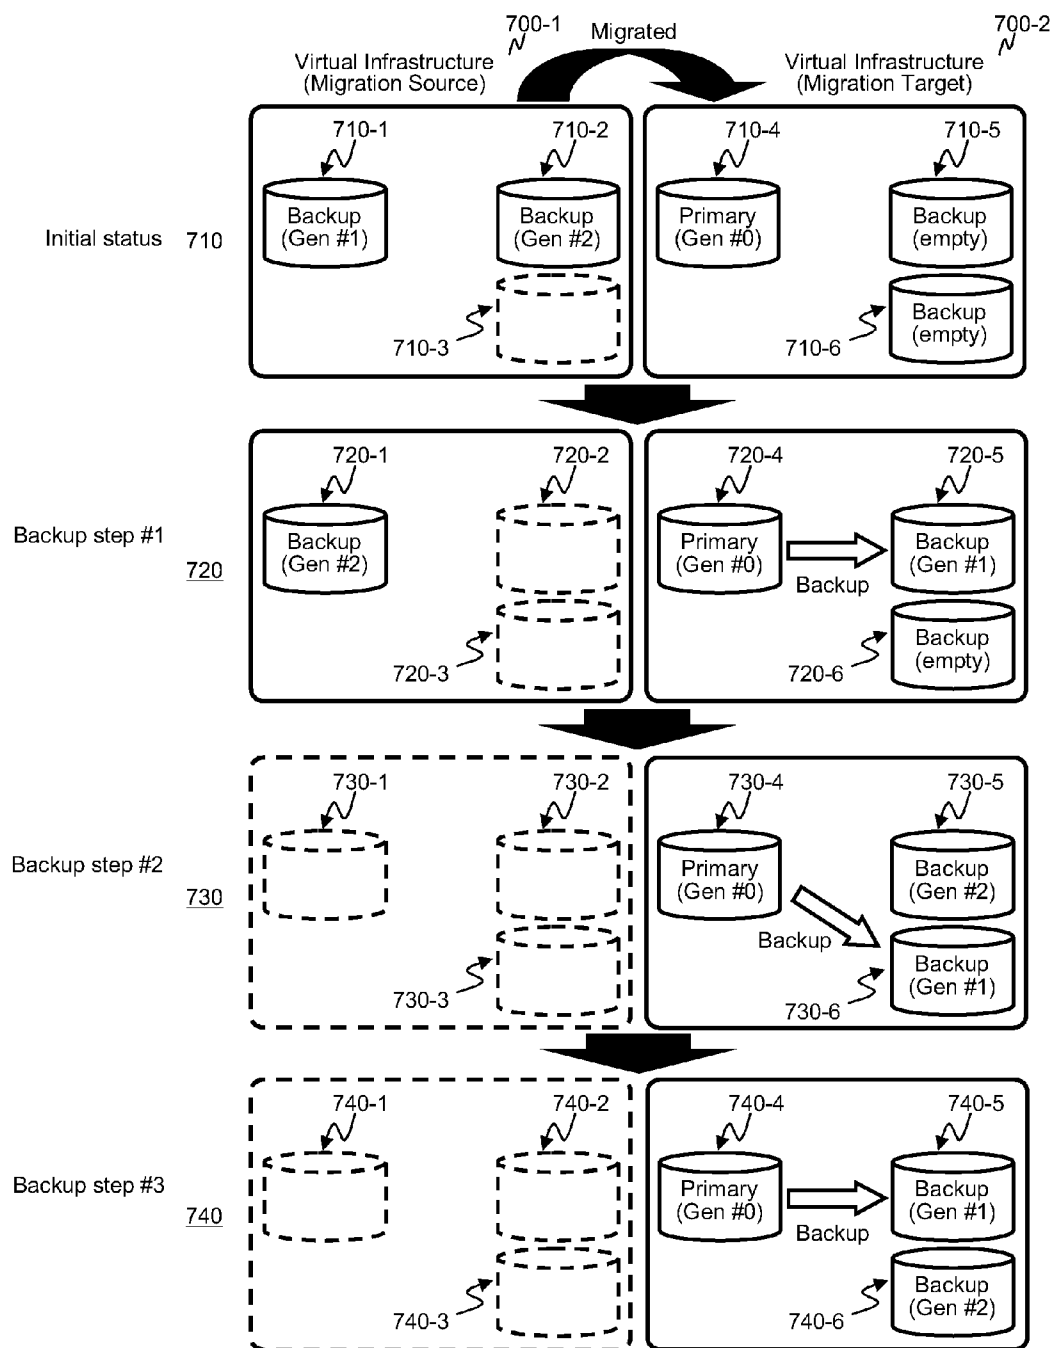 700-1
Migrated
700-2
Virtual Infrastructure
(Migration Source)
Virtual Infrastructure
(Migration Target)
710-1
710-2
710-4
710-5
Initial status
710
Backup
(Gen #1)
Backup
(Gen #2)
Primary
(Gen #0)
Backup
(empty)
710-3
710-6
Backup
(empty)
720-1
720-2
720-4
720-5
Backup step #1
720
Backup
(Gen #2)
Primary
(Gen #0)
Backup
Backup
(Gen #1)
720-3
720-6
Backup
(empty)
730-1
730-2
730-4
730-5
Backup step #2
730
Primary
(Gen #0)
Backup
Backup
(Gen #2)
730-3
730-6
Backup
(Gen #1)
740-1
740-2
740-4
740-5
Backup step #3
740
Primary
(Gen #0)
Backup
Backup
(Gen #1)
740-3
740-6
Backup
(Gen #2)